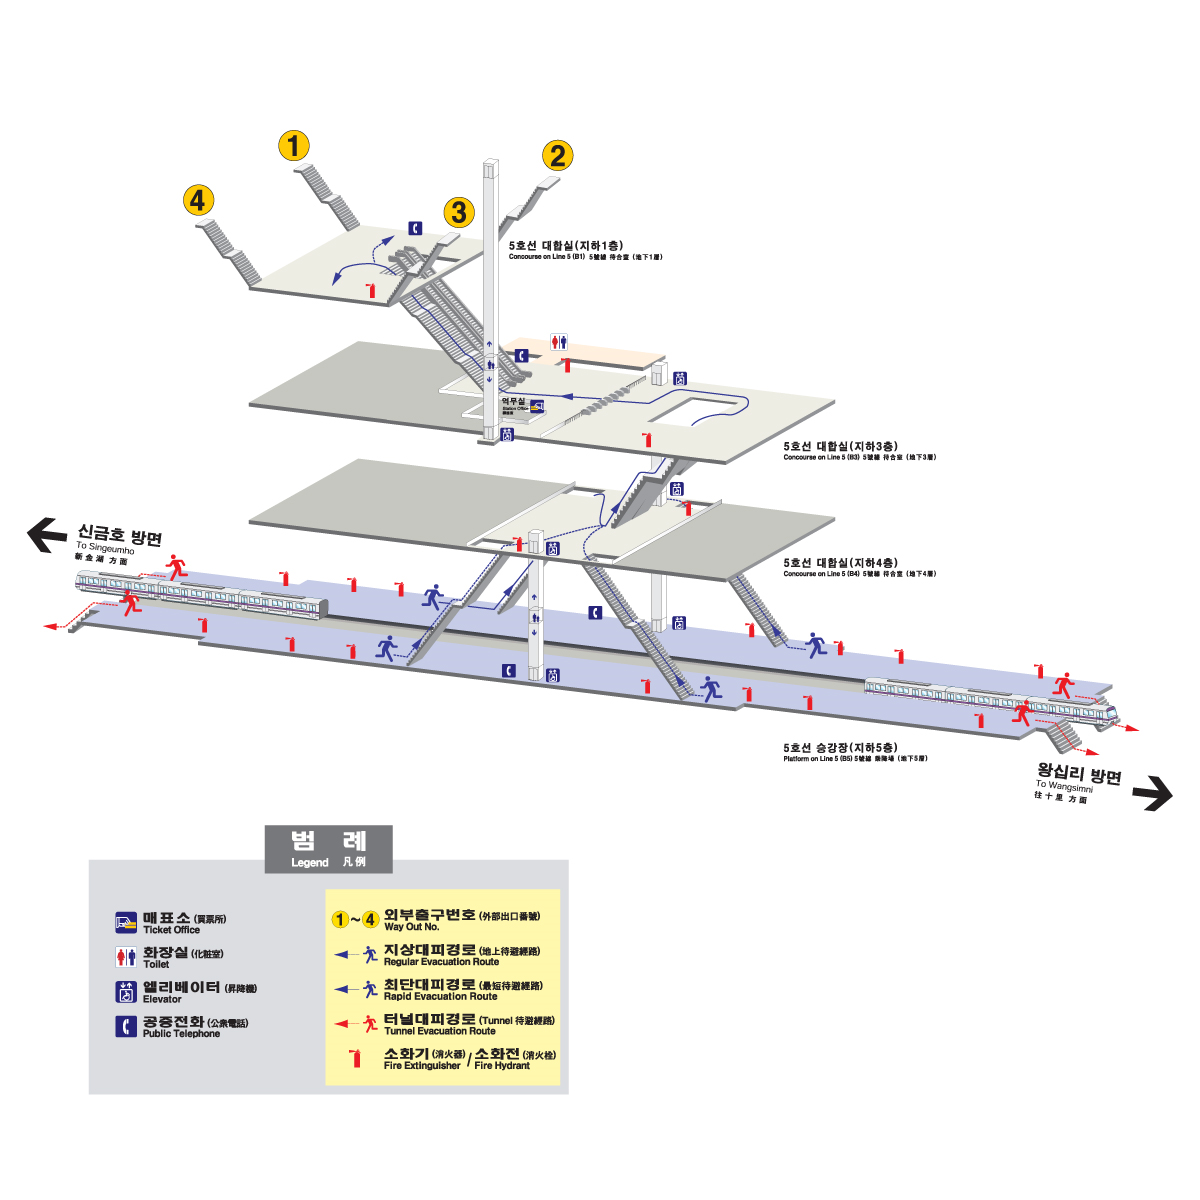 1
2
4
3
5호선 대합실(지하1층)
Concourse on Line 5 (B1) 5號線 待合室 (地下1層)
역무실
Station Office
5호선 대합실(지하3층)
Concourse on Line 5 (B3) 5號線 待合室 (地下3層)
신금호 방면
To Singeumho
新 金 湖 方 面
5호선 대합실(지하4층)
Concourse on Line 5 (B4) 5號線 待合室 (地下4層)
5호선 승강장(지하5층)
Platform on Line 5 (B5) 5號線 乘降場 (地下5層)
왕십리 방면
To Wangsimni
往 十 里 方 面
범 례
Legend 凡 例
매표소 (買票所)
Ticket Office
화장실 (化粧室)
Toilet
엘리베이터 (昇降機)
Elevator
공중전화 (公衆電話)
Public Telephone
1 ~ 4 외부출구번호 (外部出口番號)
Way Out No.
지상대피경로 (地上待避經路)
Regular Evacuation Route
최단대피경로 (最短待避經路)
Rapid Evacuation Route
터널대피경로 (Tunnel 待避經路)
Tunnel Evacuation Route
소화기 (消火器) / 소화전 (消火栓)
Fire Extinguisher / Fire Hydrant